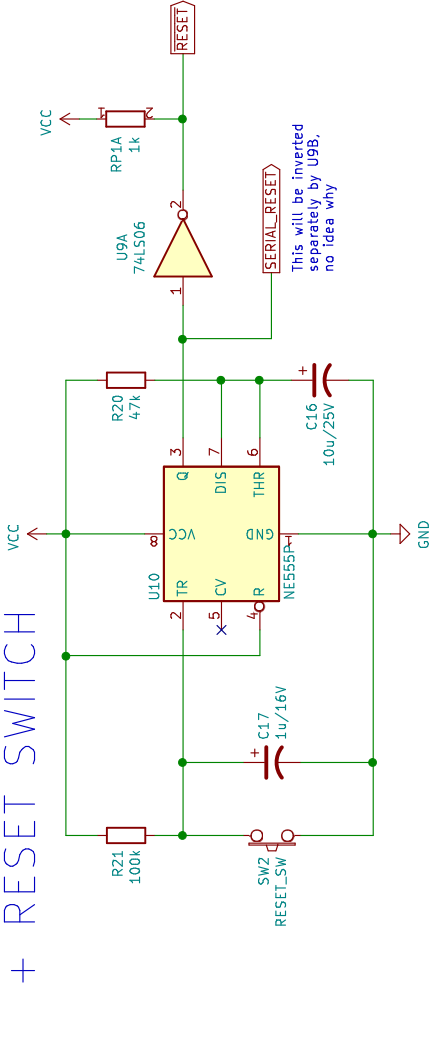 + RESET SWITCH
VCC
R21
100k
SW2
RESET_SW
C17
1u/16V
+
U10
NE555P
TR
2
CV
5
R
4
VCC
8
GND
1
Q
3
DIS
7
THR
6
R20
47k
C16
10u/25V
+
GND
U9A
74LS06
1
2
SERIAL_RESET
This will be inverted
separately by U9B,
no idea why
VCC
RP1A
1k
1
2
RESET